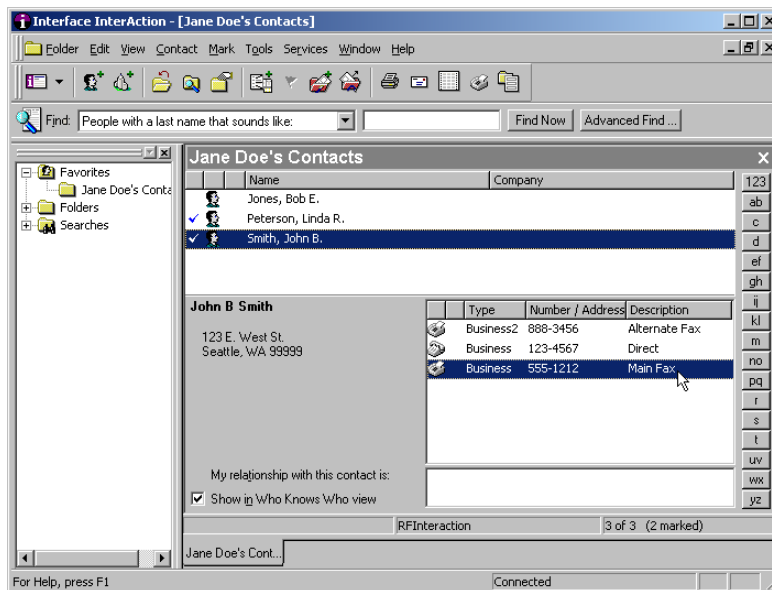 Interface InterAction - [Jane Doe's Contacts]
Folder Edit View Contact Mark Tools Services Window Help
Find: People with a last name that sounds like: Find Now Advanced Find ...
Favorites
Jane Doe's Conta
Folders
Searches
Jane Doe's Contacts
Name Company
Jones, Bob E.
Peterson, Linda R.
Smith, John B.
John B Smith
123 E. West St.
Seattle, WA 99999
Type Number / Address Description
Business2 888-3456 Alternate Fax
Business 123-4567 Direct
Business 555-1212 Main Fax
My relationship with this contact is:
Show in Who Knows Who view
123
ab
c
d
ef
gh
ij
kl
m
no
pq
r
s
t
uv
wx
yz
RFInteraction 3 of 3 (2 marked)
Jane Doe's Cont...
For Help, press F1 Connected